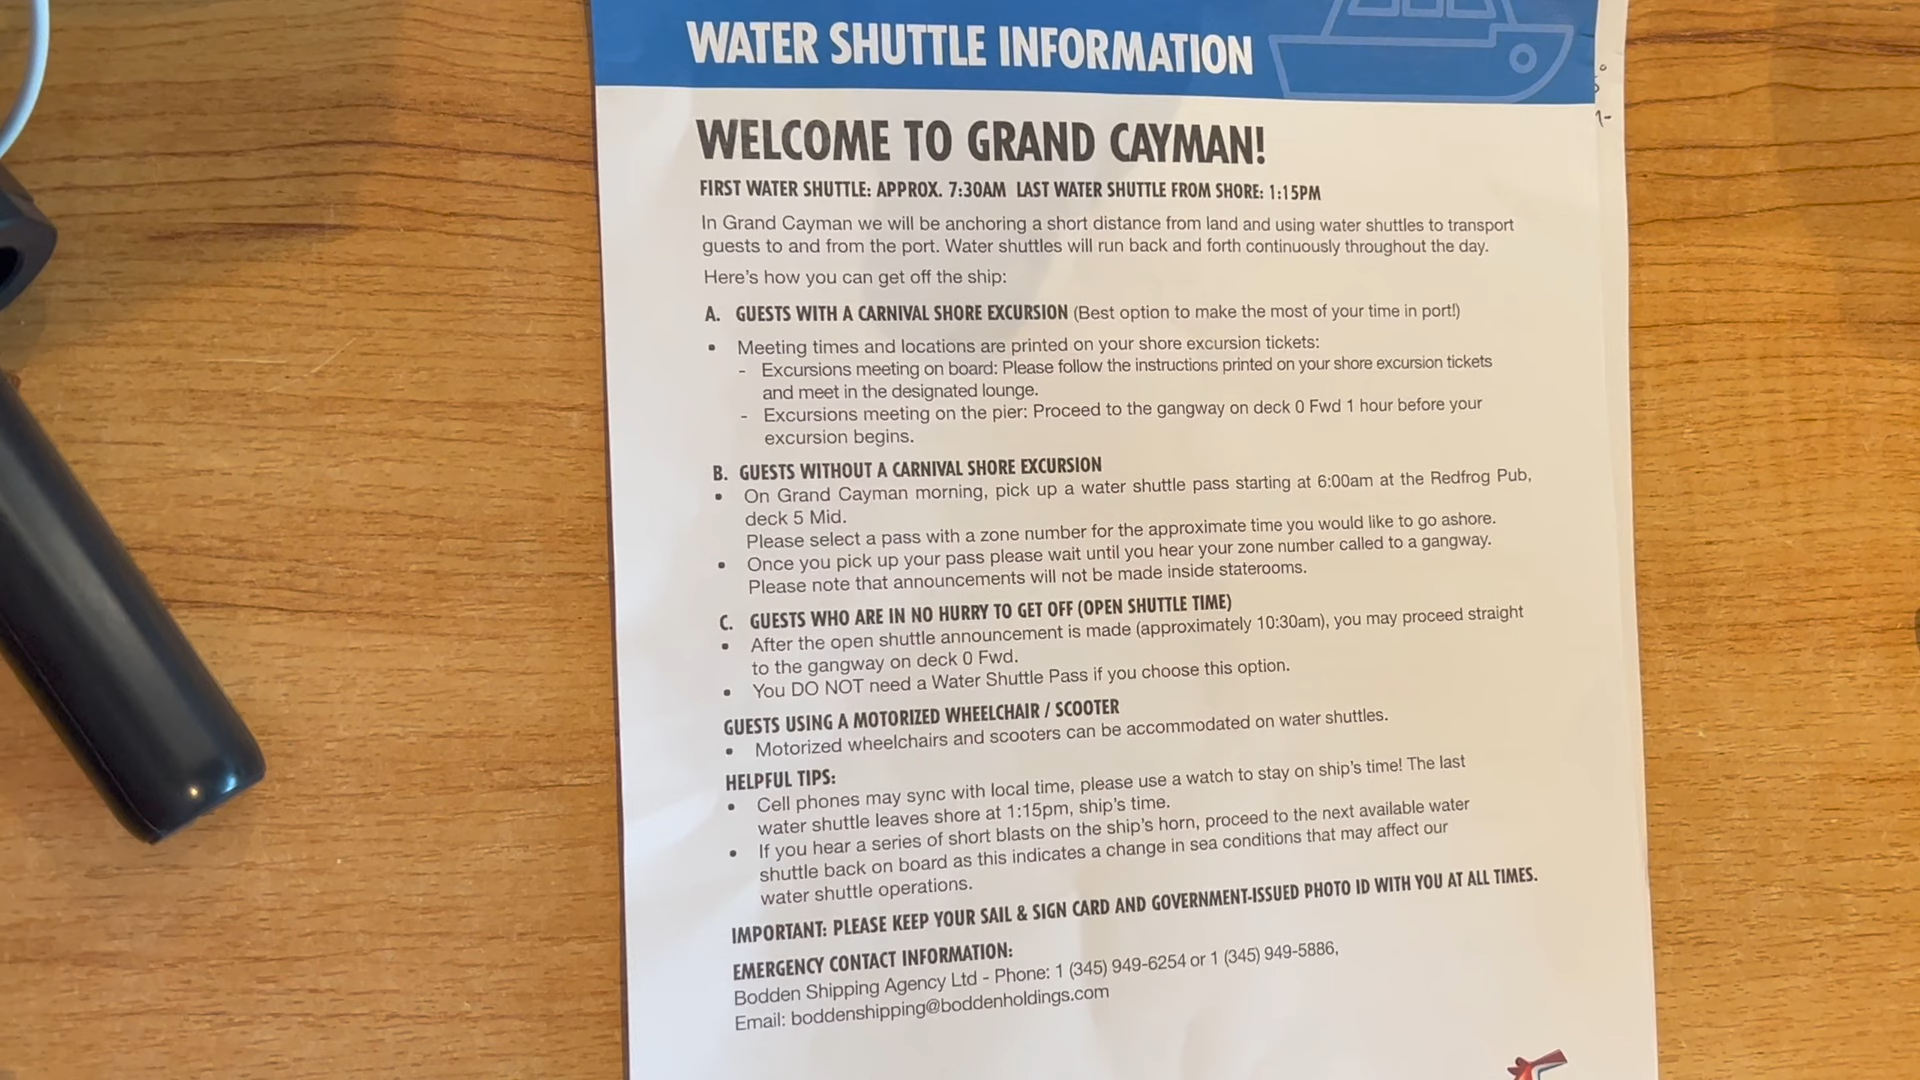 WATER SHUTTLE INFORMATION
WELCOME TO GRAND CAYMAN!
FIRST WATER SHUTTLE: APPROX. 7:30AM LAST WATER SHUTTLE FROM SHORE: 1:15PM
In Grand Cayman we will be anchoring a short distance from land and using water shuttles to transport
guests to and from the port. Water shuttles will run back and forth continuously throughout the day.
Here's how you can get off the ship:
A. GUESTS WITH A CARNIVAL SHORE EXCURSION (Best option to make the most of your time in port!)
• Meeting times and locations are printed on your shore excursion tickets:
- Excursions meeting on board: Please follow the instructions printed on your shore excursion tickets
and meet in the designated lounge.
- Excursions meeting on the pier: Proceed to the gangway on deck 0 Fwd 1 hour before your
excursion begins.
B. GUESTS WITHOUT A CARNIVAL SHORE EXCURSION
• On Grand Cayman morning, pick up a water shuttle pass starting at 6:00am at the Redfrog Pub,
deck 5 Mid.
Please select a pass with a zone number for the approximate time you would like to go ashore.
• Once you pick up your pass please wait until you hear your zone number called to a gangway.
Please note that announcements will not be made inside staterooms.
C. GUESTS WHO ARE IN NO HURRY TO GET OFF (OPEN SHUTTLE TIME)
• After the open shuttle announcement is made (approximately 10:30am), you may proceed straight
to the gangway on deck 0 Fwd.
• You DO NOT need a Water Shuttle Pass if you choose this option.
GUESTS USING A MOTORIZED WHEELCHAIR / SCOOTER
• Motorized wheelchairs and scooters can be accommodated on water shuttles.
HELPFUL TIPS:
• Cell phones may sync with local time, please use a watch to stay on ship's time! The last
water shuttle leaves shore at 1:15pm, ship's time.
• If you hear a series of short blasts on the ship's horn, proceed to the next available water
shuttle back on board as this indicates a change in sea conditions that may affect our
water shuttle operations.
IMPORTANT: PLEASE KEEP YOUR SAIL & SIGN CARD AND GOVERNMENT-ISSUED PHOTO ID WITH YOU AT ALL TIMES.
EMERGENCY CONTACT INFORMATION:
Bodden Shipping Agency Ltd - Phone: 1 (345) 949-6254 or 1 (345) 949-5886,
Email: boddenshipping@boddenholdings.com